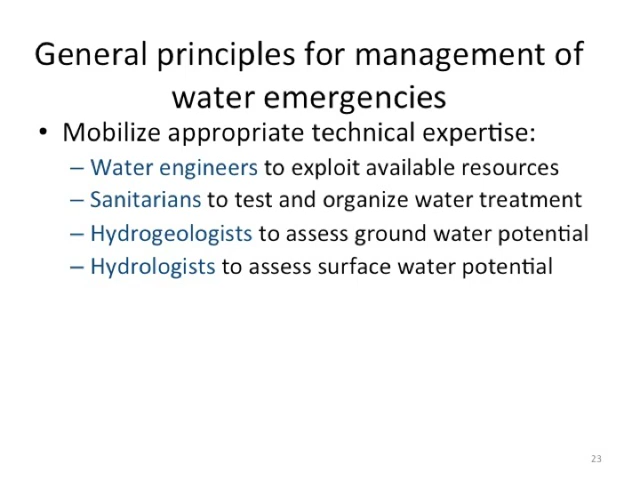 General principles for management of
water emergencies
• Mobilize appropriate technical expertise:
– Water engineers to exploit available resources
– Sanitarians to test and organize water treatment
– Hydrogeologists to assess ground water potential
– Hydrologists to assess surface water potential
23